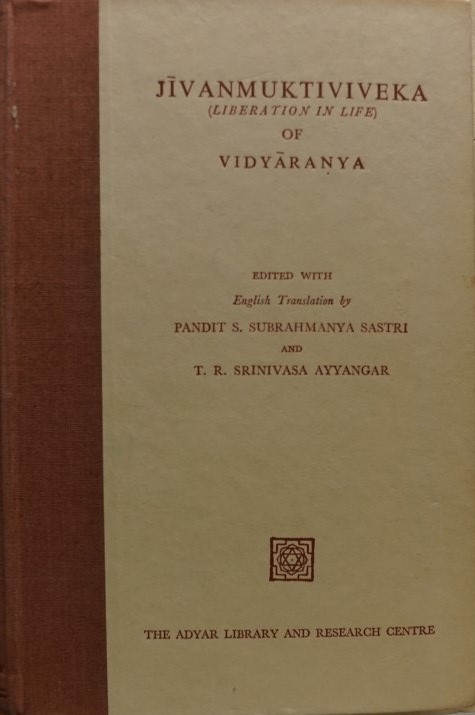 JĪVANMUKTIVIVEKA
(LIBERATION IN LIFE)
OF
VIDYĀRAṆYA
EDITED WITH
English Translation by
PANDIT S. SUBRAHMANYA SASTRI
AND
T. R. SRINIVASA AYYANGAR
THE ADYAR LIBRARY AND RESEARCH CENTRE